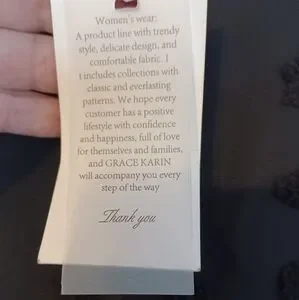 Women's wear:
A product line with trendy
style, delicate design, and
comfortable fabric. I
t includes collections with
classic and everlasting
patterns. We hope every
customer has a positive
lifestyle with confidence
and happiness, full of love
for themselves and families,
and GRACE KARIN
will accompany you every
step of the way
Thank you